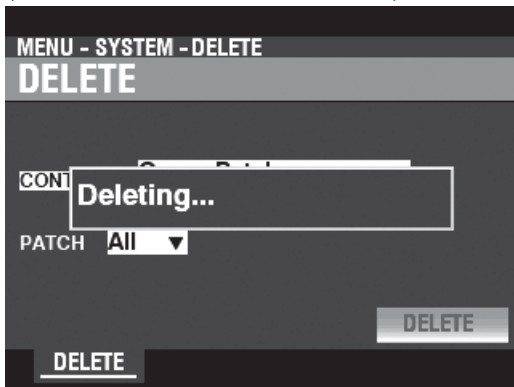 MENU - SYSTEM - DELETE
DELETE
CONT
Deleting...
PATCH All ▼
DELETE
DELETE